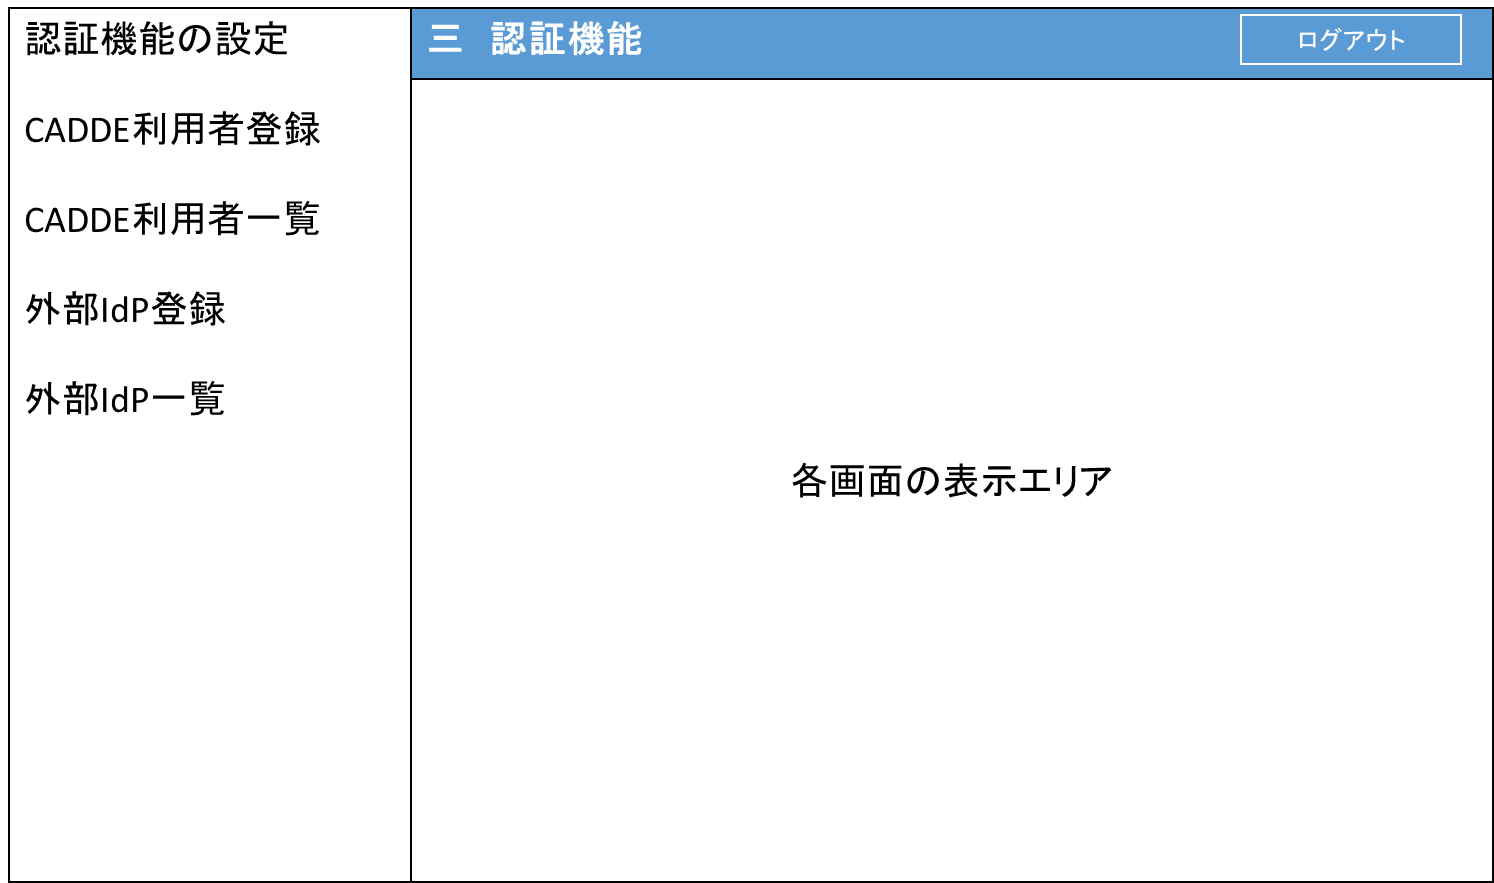 認証機能の設定
CADDE利用者登録
CADDE利用者一覧
外部IdP登録
外部IdP一覧
三 認証機能
ログアウト
各画面の表示エリア